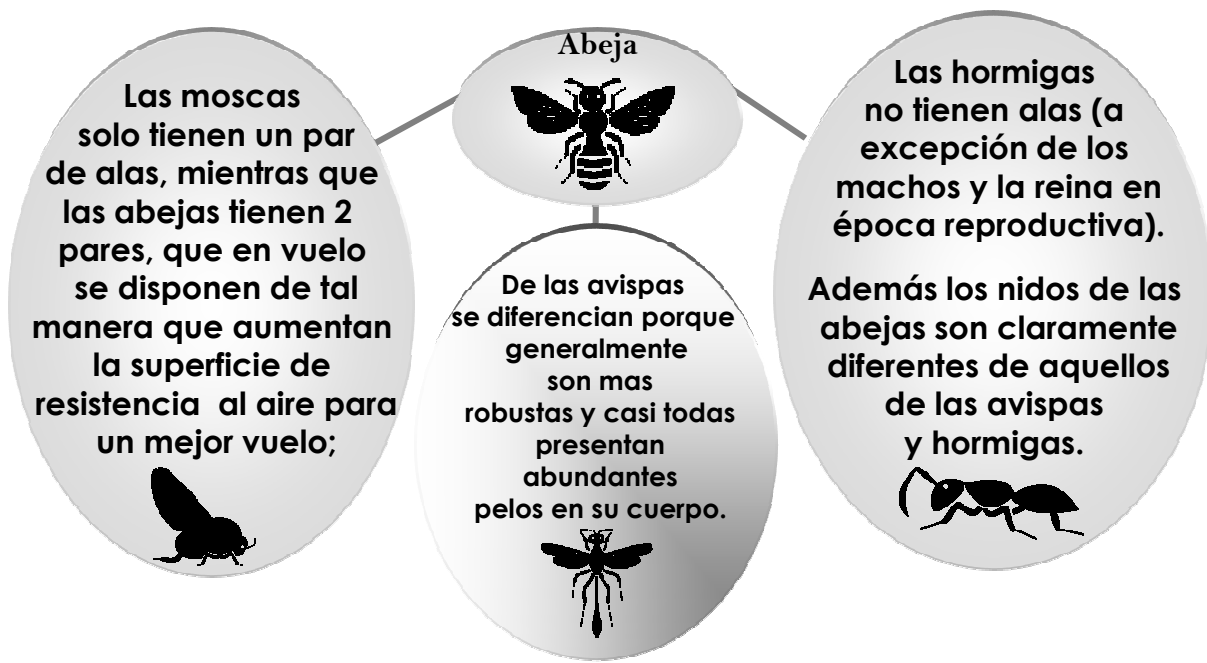 Abeja
Las moscas
solo tienen un par
de alas, mientras que
las abejas tienen 2
pares, que en vuelo
se disponen de tal
manera que aumentan
la superficie de
resistencia al aire para
un mejor vuelo;
De las avispas
se diferencian porque
generalmente
son mas
robustas y casi todas
presentan
abundantes
pelos en su cuerpo.
Las hormigas
no tienen alas (a
excepción de los
machos y la reina en
época reproductiva).
Además los nidos de las
abejas son claramente
diferentes de aquellos
de las avispas
y hormigas.